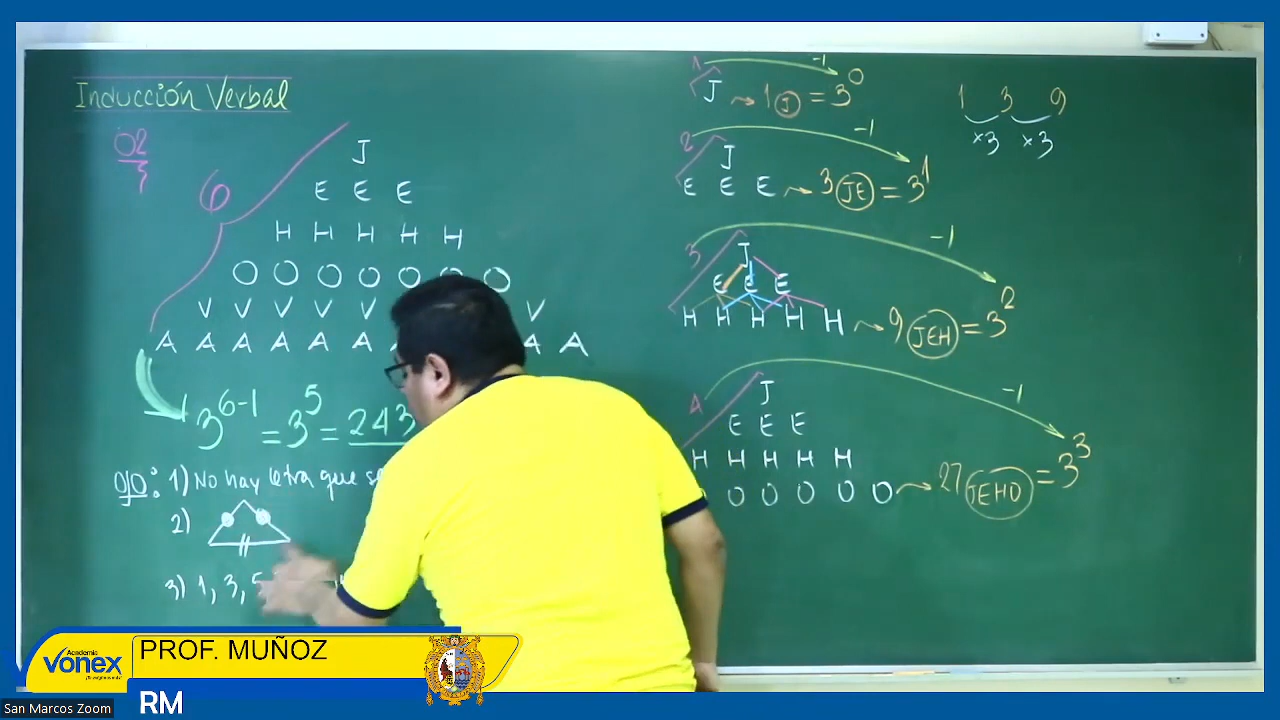 Inducción Verbal
02
6
J
E E E
H H H H H
O O O O O O O
V V V V V V
A A A A A A A A A
3^(6-1) = 3^5 = 243
OJO: 1) No hay letra que se
2)
3) 1, 3, 5
1 J → 1 (J) = 3^0
-1
2 J
E E E → 3 (JE) = 3^1
-1
3 J
E E E
H H H H H → 9 (JEH) = 3^2
-1
4 J
E E E
H H H H H
O O O O O → 27 (JEHO) = 3^3
-1
1 3 9
×3 ×3
Academia
vonex
PROF. MUÑOZ
RM
San Marcos Zoom